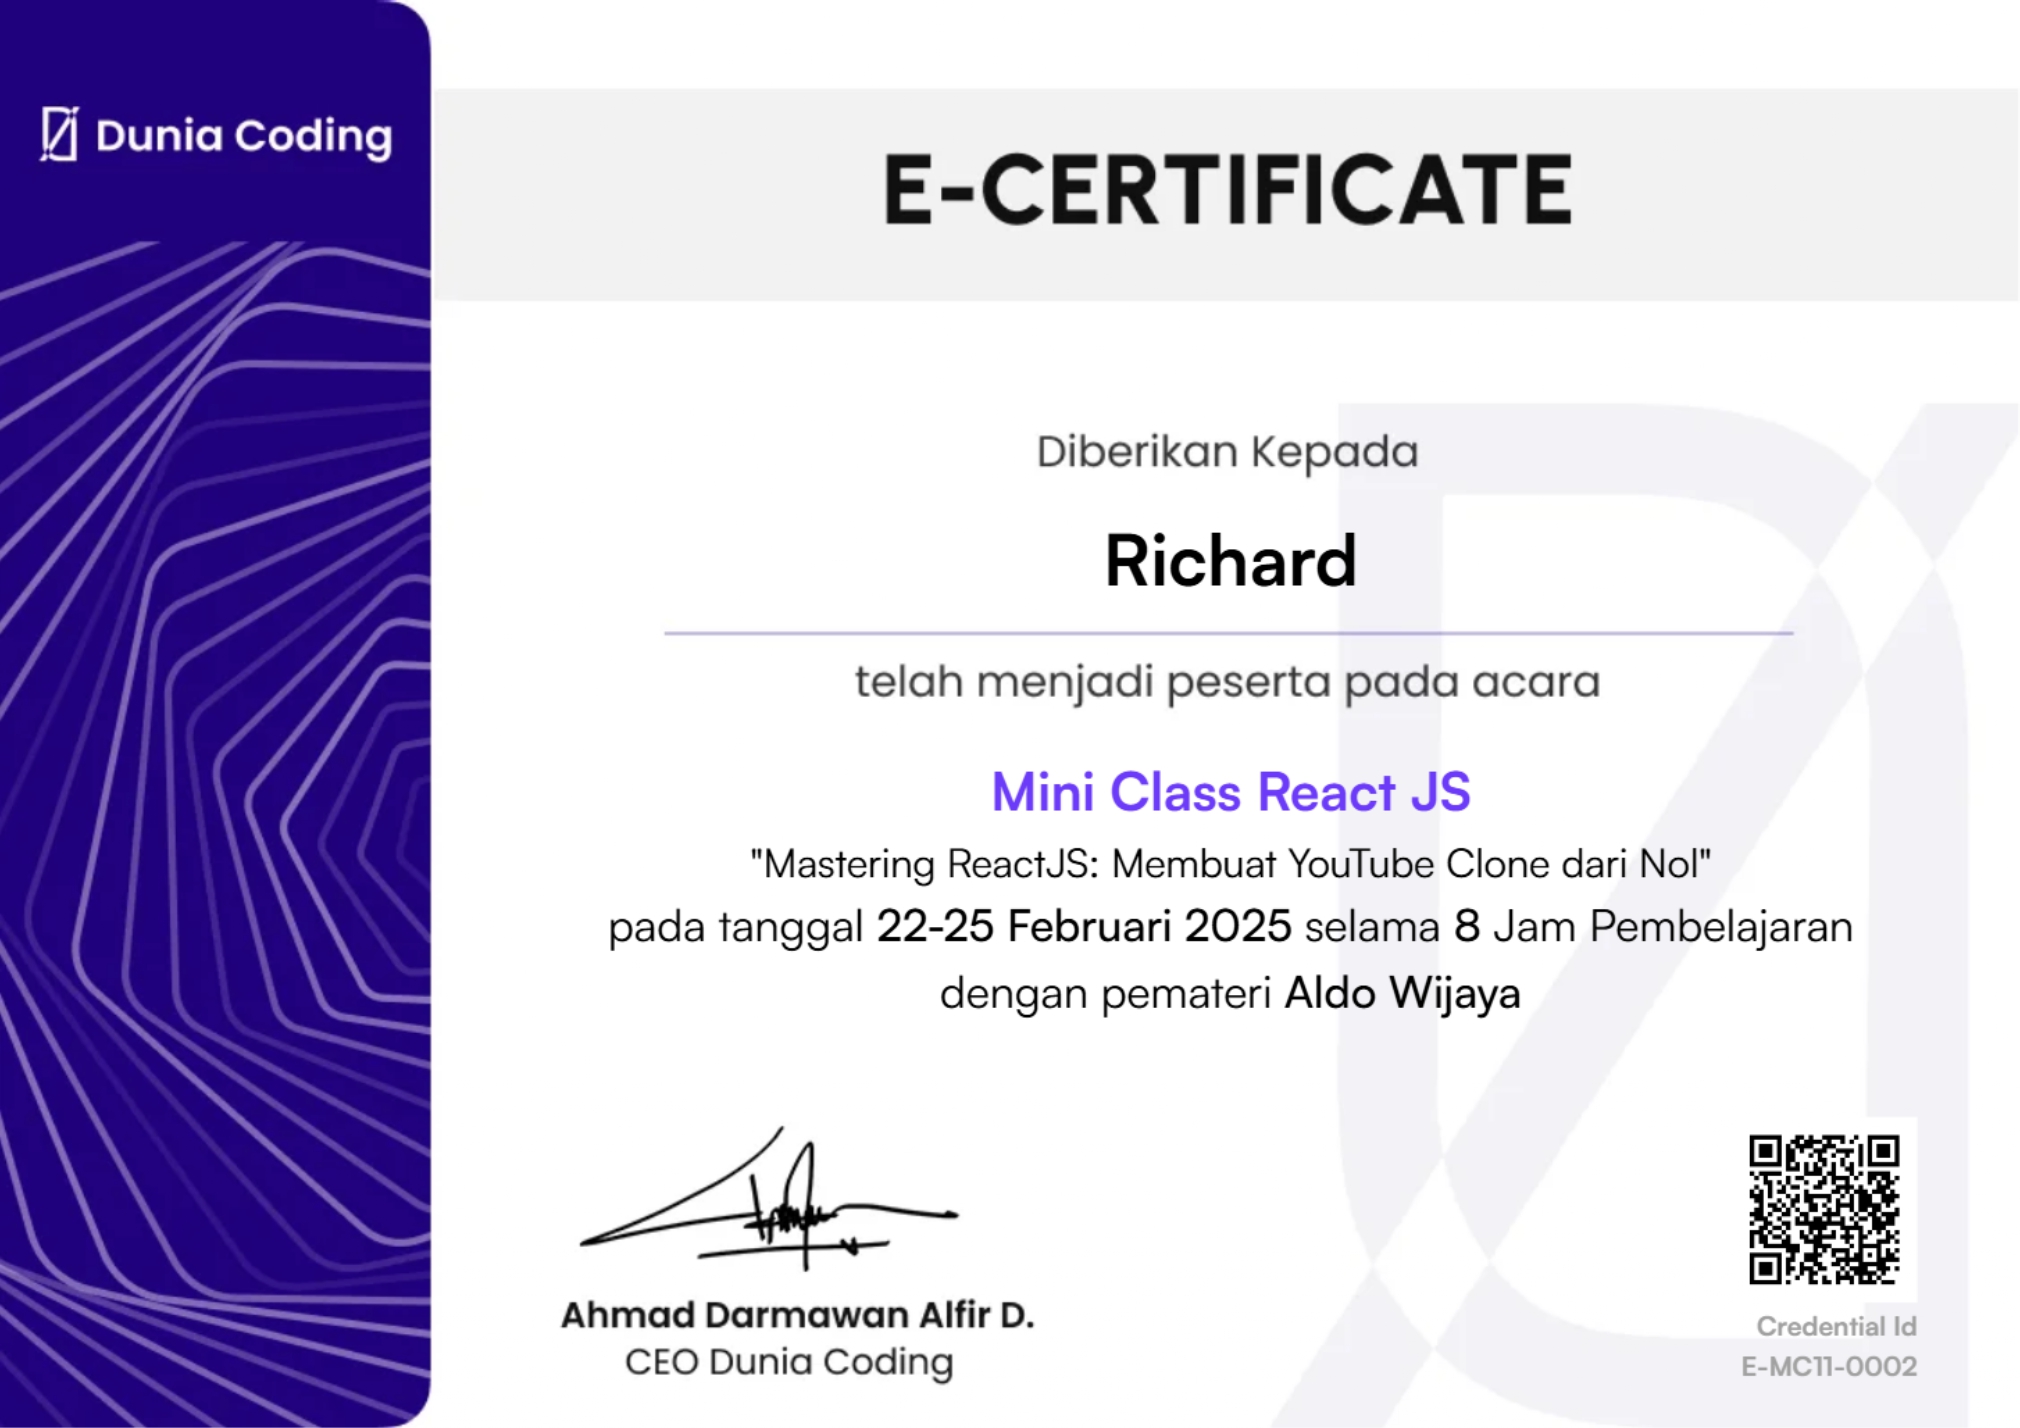 Dunia Coding
E-CERTIFICATE
Diberikan Kepada
Richard
telah menjadi peserta pada acara
Mini Class React JS
"Mastering ReactJS: Membuat YouTube Clone dari Nol"
pada tanggal 22-25 Februari 2025 selama 8 Jam Pembelajaran
dengan pemateri Aldo Wijaya
Ahmad Darmawan Alfir D.
CEO Dunia Coding
Credential Id
E-MC11-0002